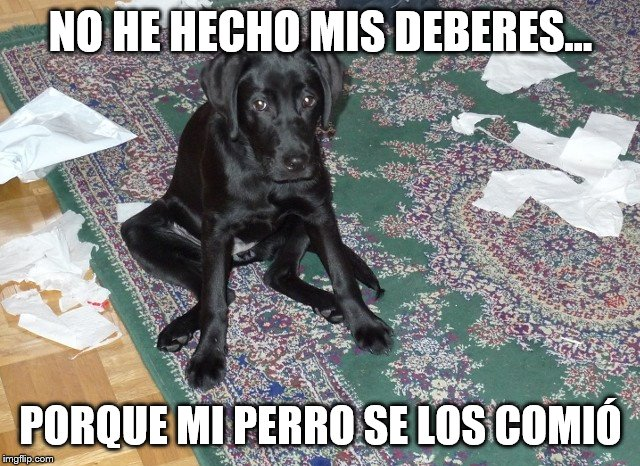 NO HE HECHO MIS DEBERES...
PORQUE MI PERRO SE LOS COMIÓ
imgflip.com